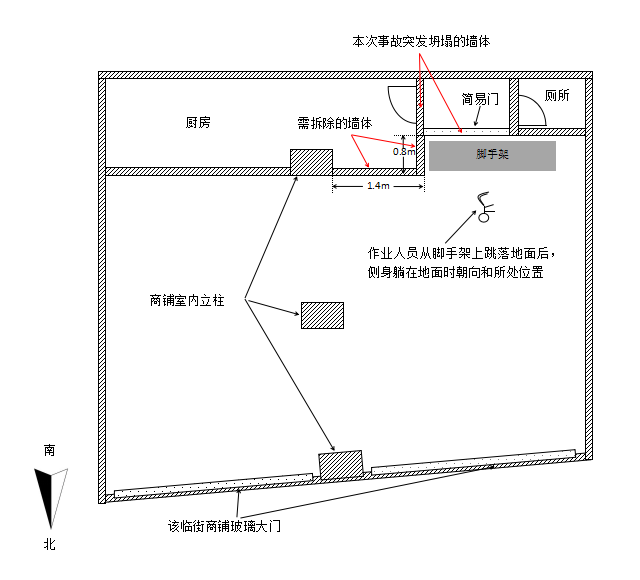 本次事故突发坍塌的墙体
简易门
厕所
厨房
需拆除的墙体
0.8m
脚手架
1.4m
作业人员从脚手架上跳落地面后，
侧身躺在地面时朝向和所处位置
商铺室内立柱
南
该临街商铺玻璃大门
北